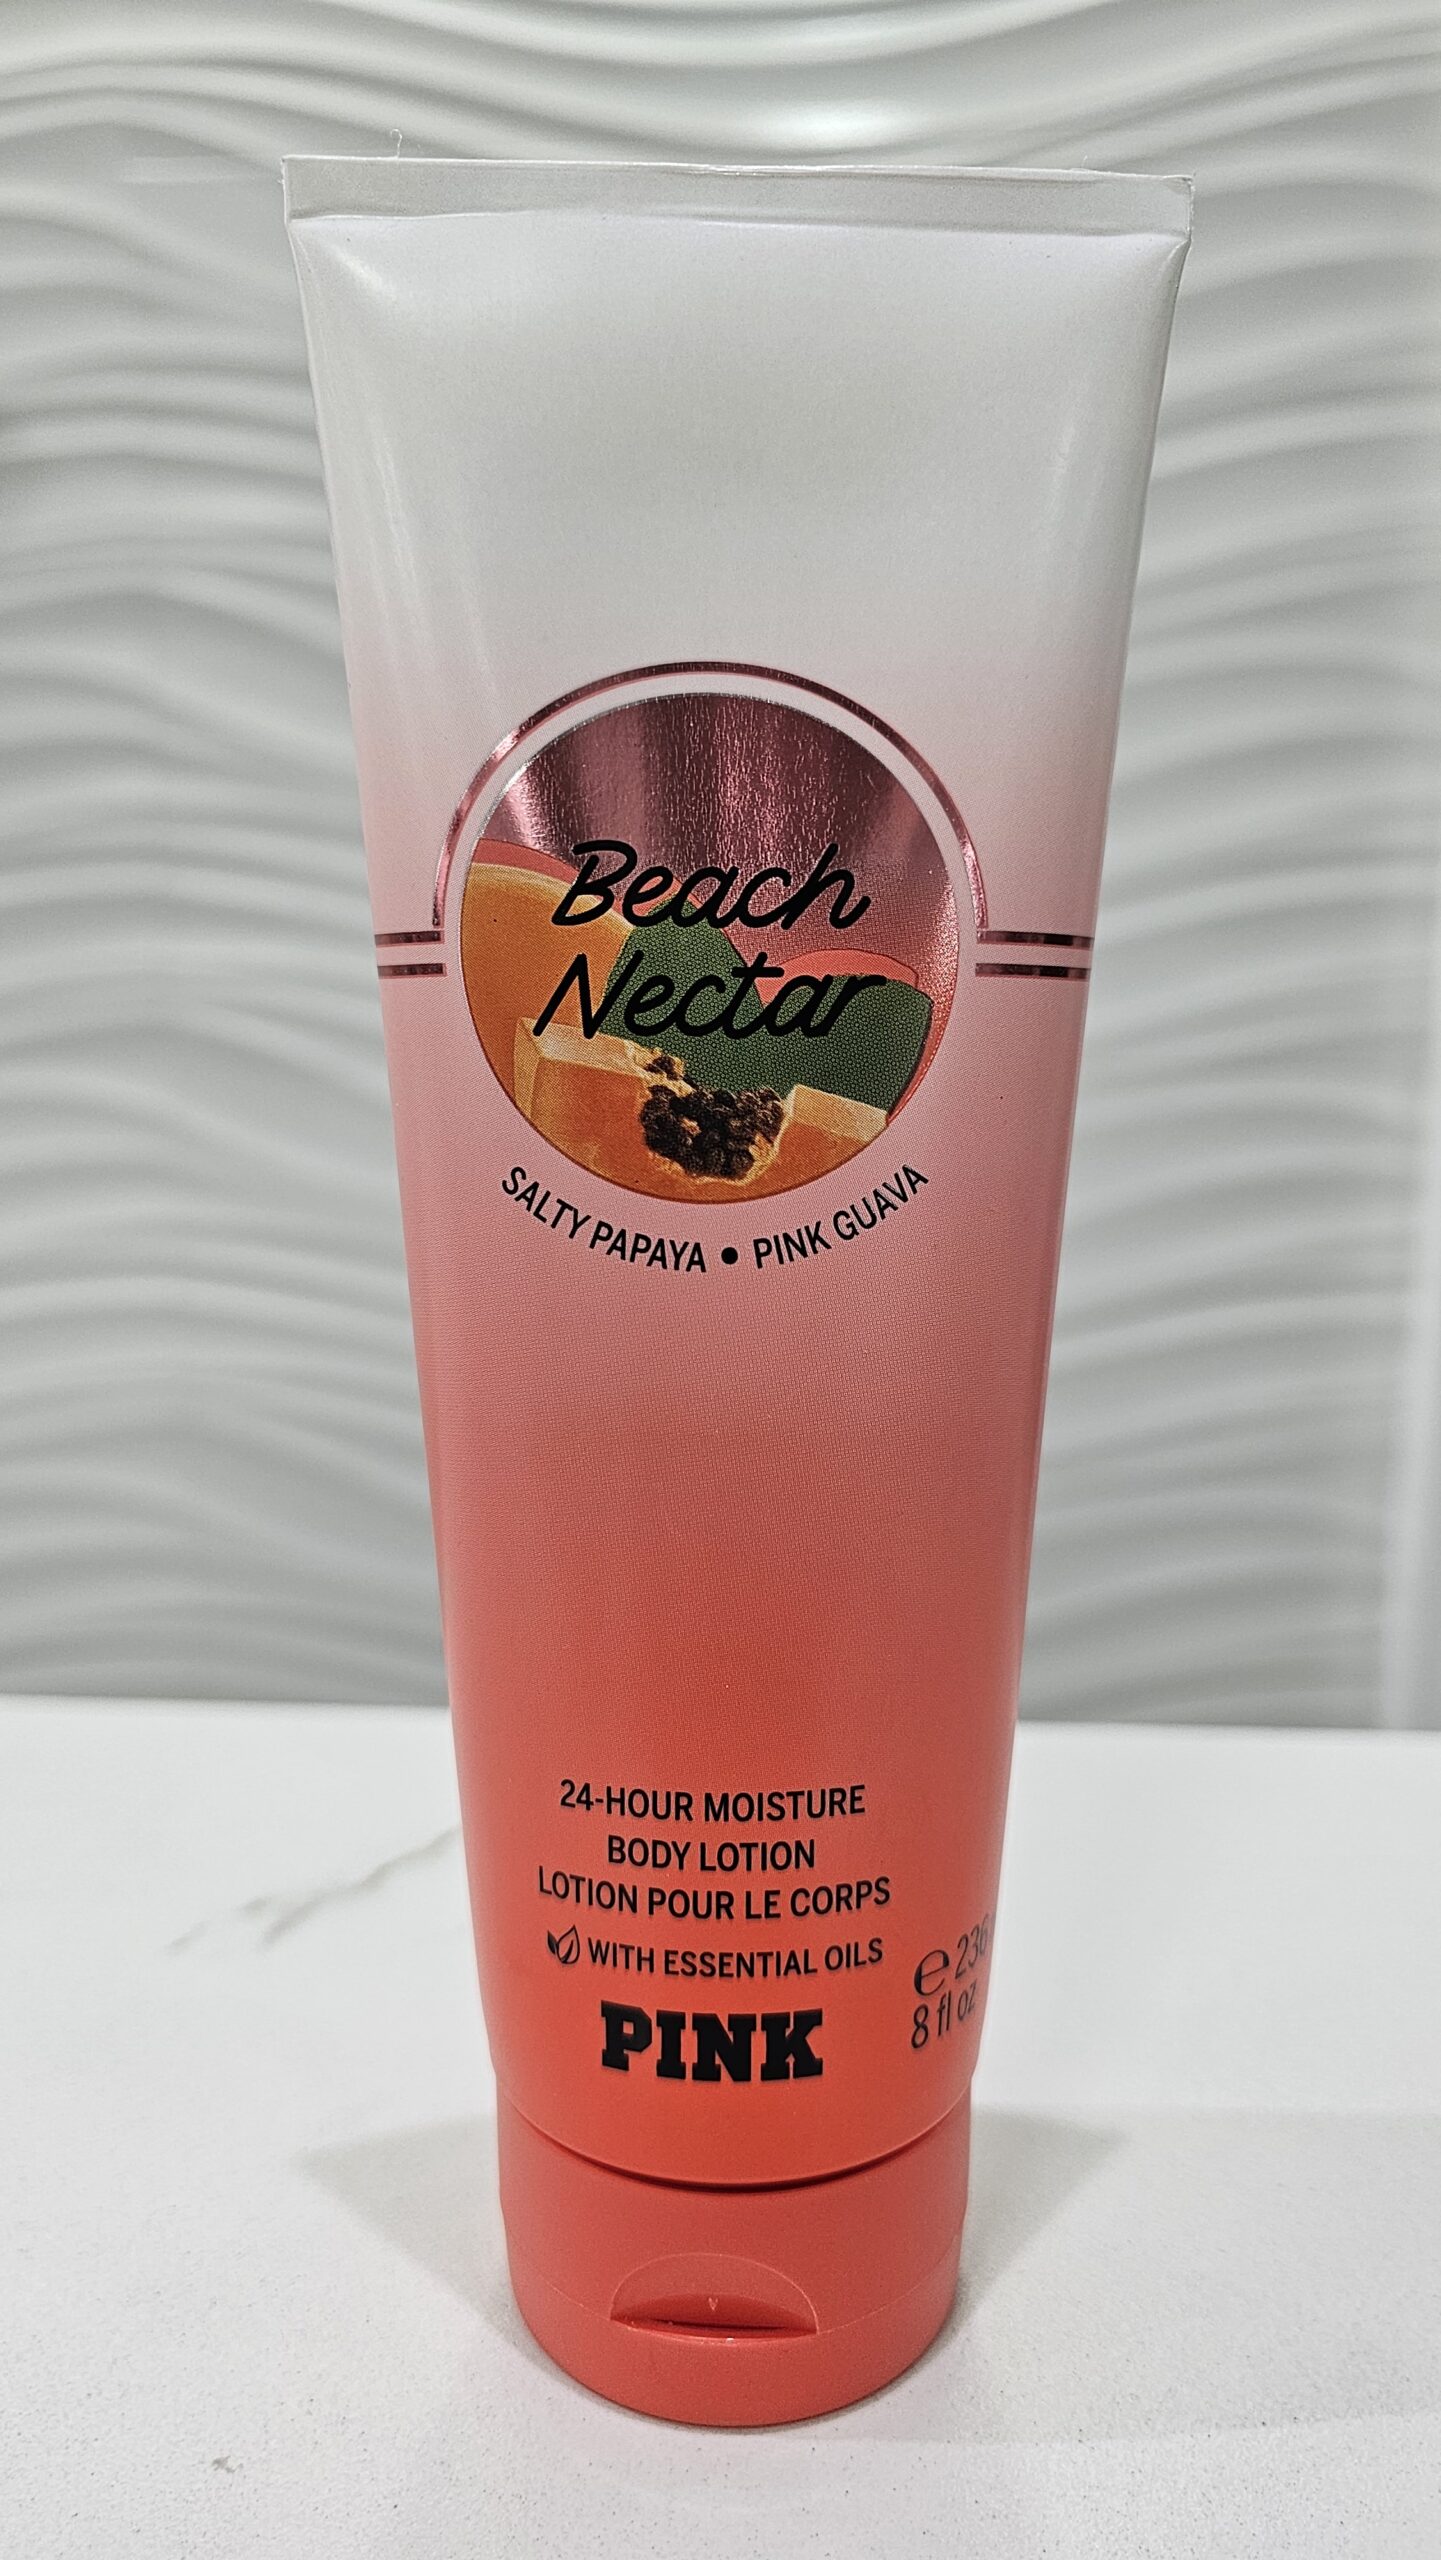 Beach
Nectar
SALTY PAPAYA • PINK GUAVA
24-HOUR MOISTURE
BODY LOTION
LOTION POUR LE CORPS
WITH ESSENTIAL OILS
PINK
℮ 236
8 fl oz